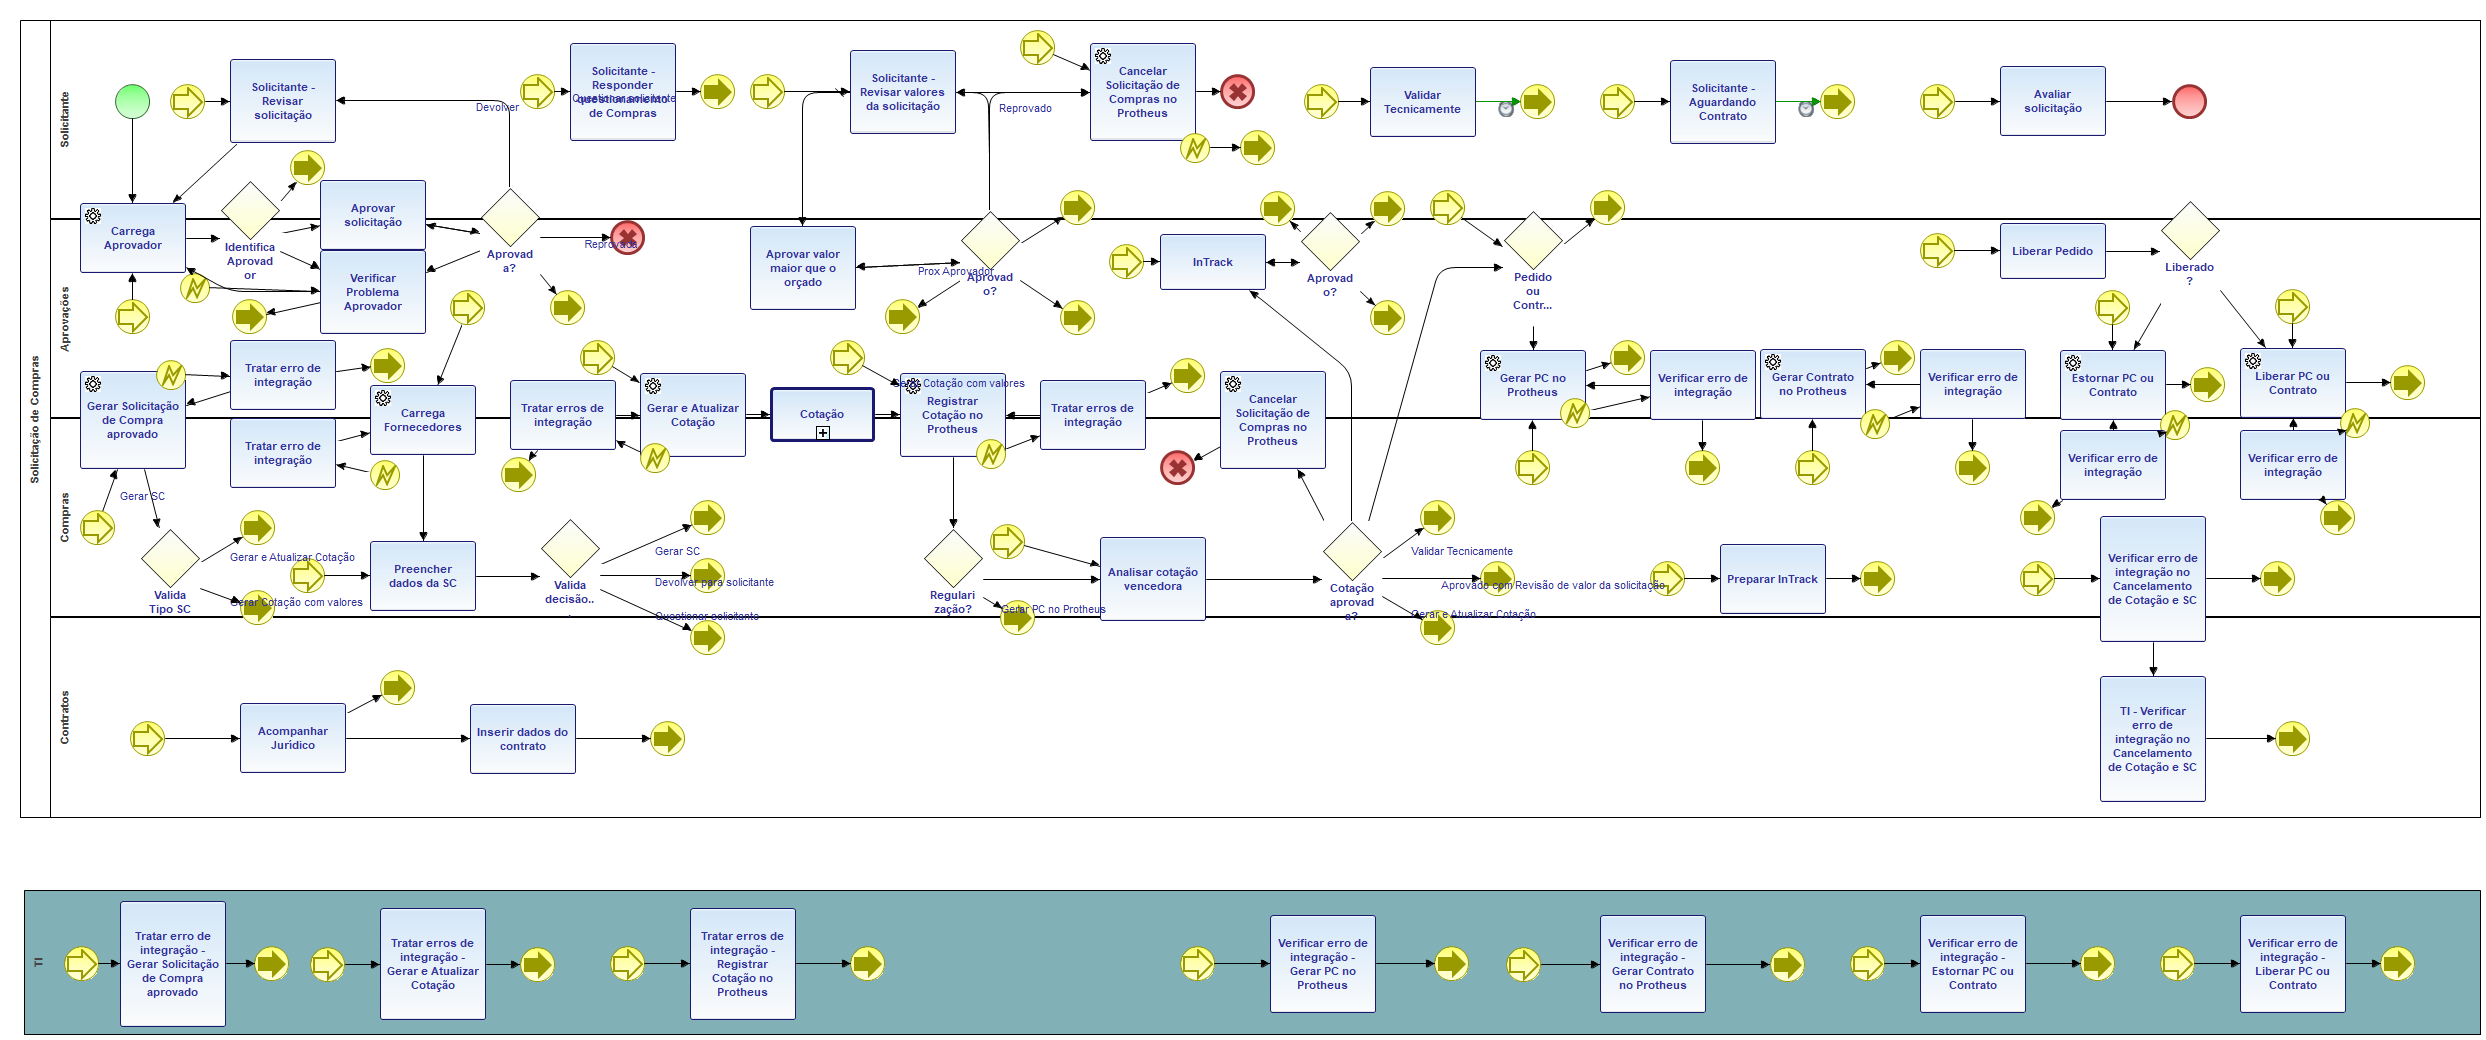 Solicitação de Compras
Solicitante
Solicitante -
Revisar
solicitação
Devolver
Solicitante -
Responder
questionamento
de Compras
Questionar solicitante
Solicitante -
Revisar valores
da solicitação
Reprovado
Cancelar
Solicitação de
Compras no
Protheus
Validar
Tecnicamente
Solicitante -
Aguardando
Contrato
Avaliar
solicitação
Aprovações
Carrega
Aprovador
Identifica
Aprovad
or
Aprovar
solicitação
Verificar
Problema
Aprovador
Aprovad
a?
Reprovada
Aprovar valor
maior que o
orçado
Prox Aprovador
Aprovad
o?
InTrack
Aprovad
o?
Pedido
ou
Contr...
Liberar Pedido
Liberado
?
Compras
Gerar Solicitação
de Compra
aprovado
Tratar erro de
integração
Tratar erro de
integração
Carrega
Fornecedores
Tratar erros de
integração
Gerar e Atualizar
Cotação
Cotação
Gerar Cotação com valores
Registrar
Cotação no
Protheus
Tratar erros de
integração
Cancelar
Solicitação de
Compras no
Protheus
Gerar PC no
Protheus
Verificar erro de
integração
Gerar Contrato
no Protheus
Verificar erro de
integração
Estornar PC ou
Contrato
Liberar PC ou
Contrato
Verificar erro de
integração
Verificar erro de
integração
Gerar SC
Valida
Tipo SC
Gerar e Atualizar Cotação
Gerar Cotação com valores
Preencher
dados da SC
Valida
decisão..
Gerar SC
Devolver para solicitante
Questionar solicitante
Regulari
zação?
Gerar PC no Protheus
Analisar cotação
vencedora
Cotação
aprovad
a?
Validar Tecnicamente
Aprovado com Revisão de valor da solicitação
Gerar e Atualizar Cotação
Preparar InTrack
Verificar erro de
integração no
Cancelamento
de Cotação e SC
Contratos
Acompanhar
Jurídico
Inserir dados do
contrato
TI - Verificar
erro de
integração no
Cancelamento
de Cotação e SC
TI
Tratar erro de
integração -
Gerar Solicitação
de Compra
aprovado
Tratar erros de
integração -
Gerar e Atualizar
Cotação
Tratar erros de
integração -
Registrar
Cotação no
Protheus
Verificar erro de
integração -
Gerar PC no
Protheus
Verificar erro de
integração -
Gerar Contrato
no Protheus
Verificar erro de
integração -
Estornar PC ou
Contrato
Verificar erro de
integração -
Liberar PC ou
Contrato